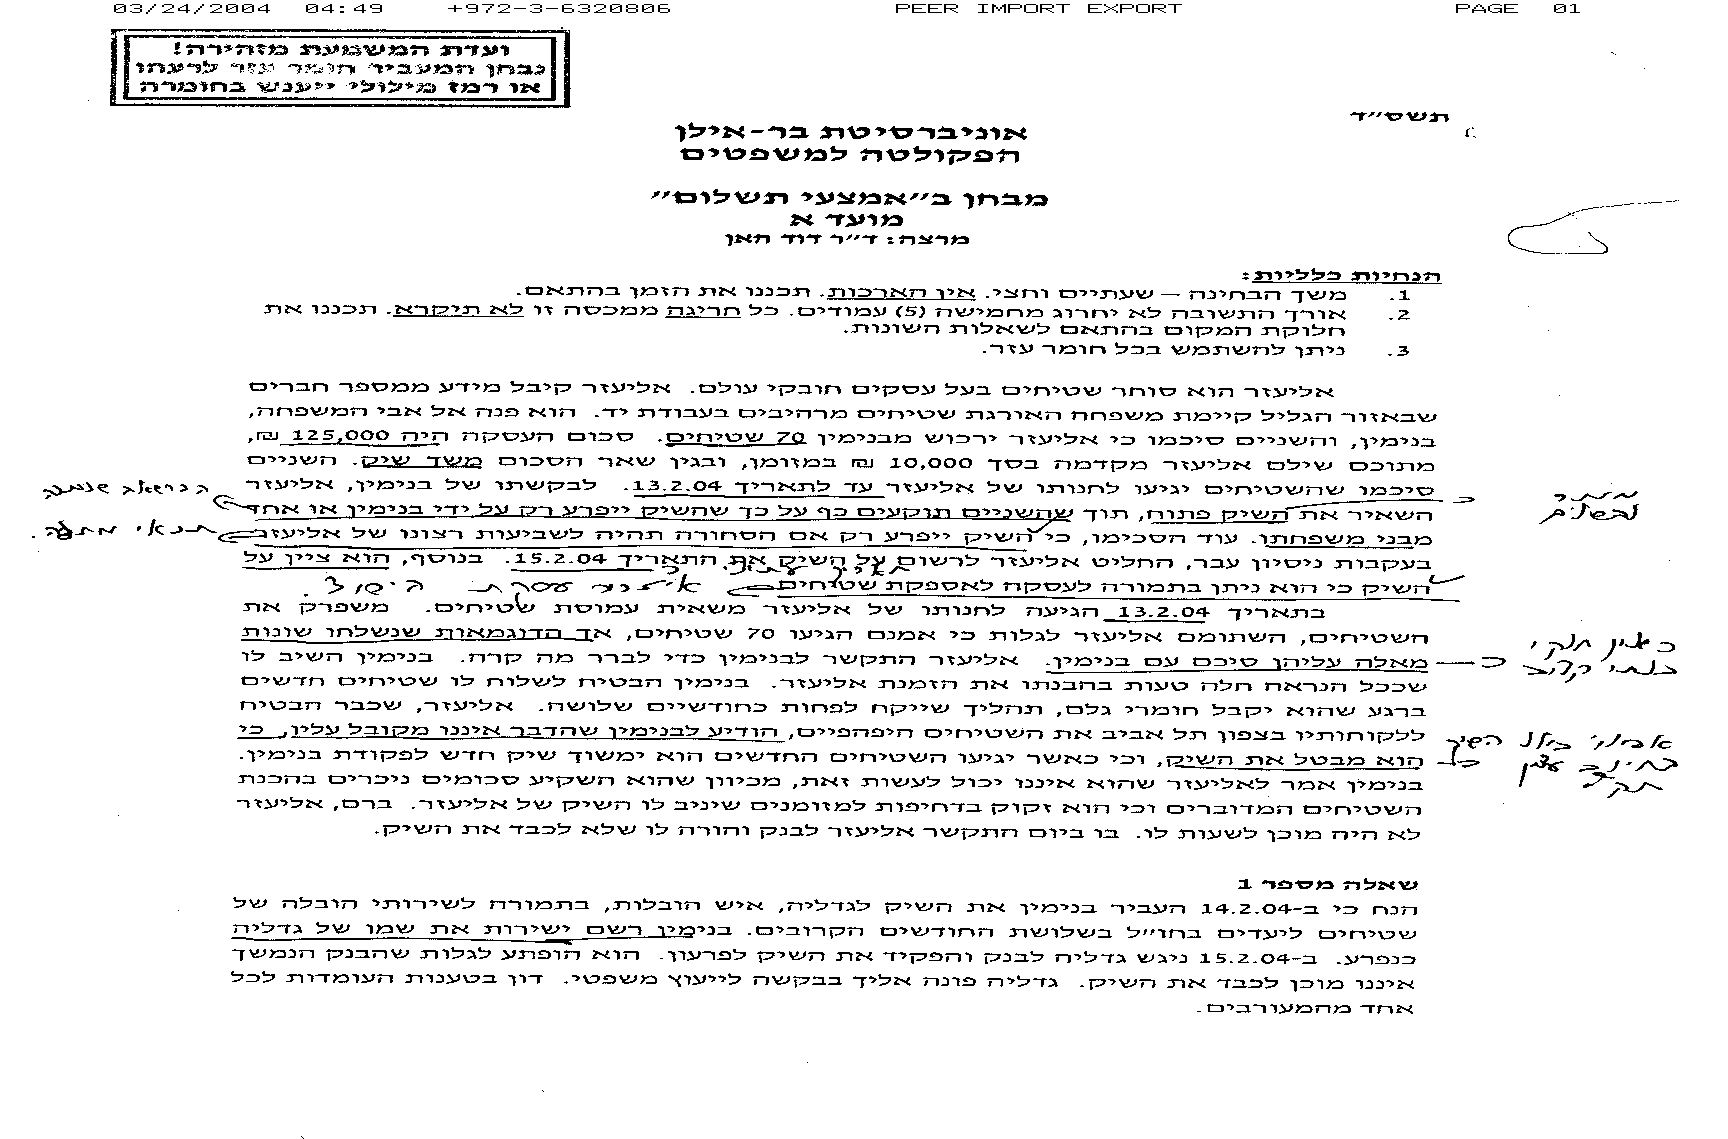 03/24/2004 04:49 +972-3-6320806 PEER IMPORT EXPORT PAGE 01
ועדת המשמעת מזהירה!
נבחן המעביר חומר עזר לרעהו
או רמז מילולי ייענש בחומרה
תשס״ד
אוניברסיטת בר-אילן
הפקולטה למשפטים
מבחן ב״אמצעי תשלום״
מועד א
מרצה: ד״ר דוד האן
הנחיות כלליות:
1. משך הבחינה – שעתיים וחצי. אין הארכות. תכננו את הזמן בהתאם.
2. אורך התשובה לא יחרוג מחמישה (5) עמודים. כל חריגה ממכסה זו לא תיקרא. תכננו את
חלוקת המקום בהתאם לשאלות השונות.
3. ניתן להשתמש בכל חומר עזר.
אליעזר הוא סוחר שטיחים בעל עסקים חובקי עולם. אליעזר קיבל מידע ממספר חברים
שבאזור הגליל קיימת משפחה האורגת שטיחים מרהיבים בעבודת יד. הוא פנה אל אבי המשפחה,
בנימין, והשניים סיכמו כי אליעזר ירכוש מבנימין 70 שטיחים. סכום העסקה היה 125,000 ₪,
מתוכם שילם אליעזר מקדמה בסך 10,000 ₪ במזומן, ובגין שאר הסכום משך שיק. השניים
סיכמו שהשטיחים יגיעו לחנותו של אליעזר עד לתאריך 13.2.04. לבקשתו של בנימין, אליעזר
השאיר את השיק פתוח, תוך שהשניים תוקעים כף על כך שהשיק ייפרע רק על ידי בנימין או אחד
מבני משפחתו. עוד הסכימו, כי השיק ייפרע רק אם הסחורה תהיה לשביעות רצונו של אליעזר.
בעקבות ניסיון עבר, החליט אליעזר לרשום על השיק את התאריך 15.2.04. בנוסף, הוא ציין על
השיק כי הוא ניתן בתמורה לעסקה לאספקת שטיחים
בתאריך 13.2.04 הגיעה לחנותו של אליעזר משאית עמוסת שטיחים. משפרק את
השטיחים, השתומם אליעזר לגלות כי אמנם הגיעו 70 שטיחים, אך הדוגמאות שנשלחו שונות
מאלה עליהן סיכם עם בנימין. אליעזר התקשר לבנימין כדי לברר מה קרה. בנימין השיב לו
שככל הנראה חלה טעות בהבנתו את הזמנת אליעזר. בנימין הבטיח לשלוח לו שטיחים חדשים
ברגע שהוא יקבל חומרי גלם, תהליך שייקח לפחות כחודשיים שלושה. אליעזר, שכבר הבטיח
ללקוחותיו בצפון תל אביב את השטיחים היפהפיים, הודיע לבנימין שהדבר איננו מקובל עליו, כי
הוא מבטל את השיק, וכי כאשר יגיעו השטיחים החדשים הוא ימשוך שיק חדש לפקודת בנימין.
בנימין אמר לאליעזר שהוא איננו יכול לעשות זאת, מכיוון שהוא השקיע סכומים ניכרים בהכנת
השטיחים המדוברים וכי הוא זקוק בדחיפות למזומנים שיניב לו השיק של אליעזר. ברם, אליעזר
לא היה מוכן לשעות לו. בו ביום התקשר אליעזר לבנק והורה לו שלא לכבד את השיק.
שאלה מספר 1
הנח כי ב-14.2.04 העביר בנימין את השיק לגדליה, איש הובלות, בתמורה לשירותי הובלה של
שטיחים ליעדים בחו״ל בשלושת החודשים הקרובים. בנימין רשם ישירות את שמו של גדליה
כנפרע. ב-15.2.04 ניגש גדליה לבנק והפקיד את השיק לפרעון. הוא הופתע לגלות שהבנק הנמשך
איננו מוכן לכבד את השיק. גדליה פונה אליך בבקשה לייעוץ משפטי. דון בטענות העומדות לכל
אחד מהמעורבים.